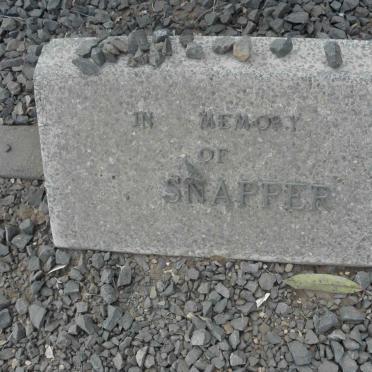 IN MEMORY
OF
SNAPPER